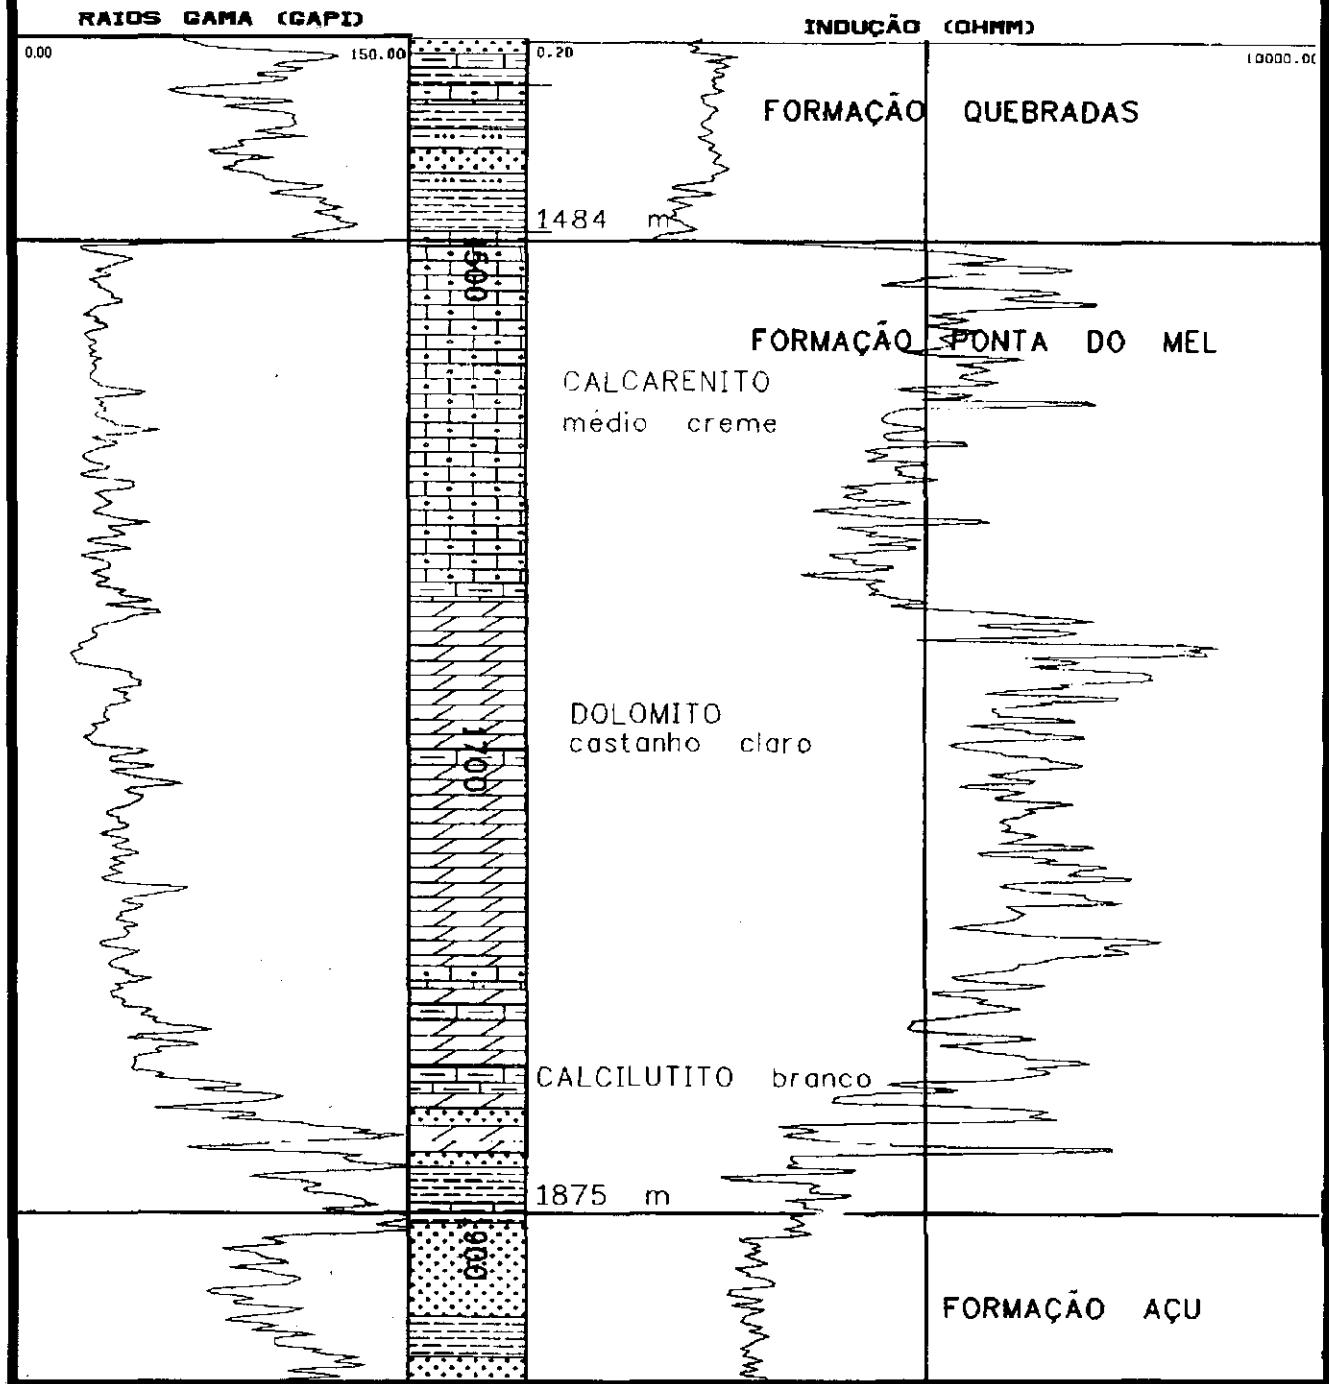 RAIOS GAMA (GAPI)
INDUÇÃO (OHMM)
0.00 150.00 0.20 10000.00
FORMAÇÃO QUEBRADAS
1484 m
1500
FORMAÇÃO PONTA DO MEL
CALCARENITO
médio creme
DOLOMITO
castanho claro
1700
CALCILUTITO branco
1875 m
900
FORMAÇÃO AÇU